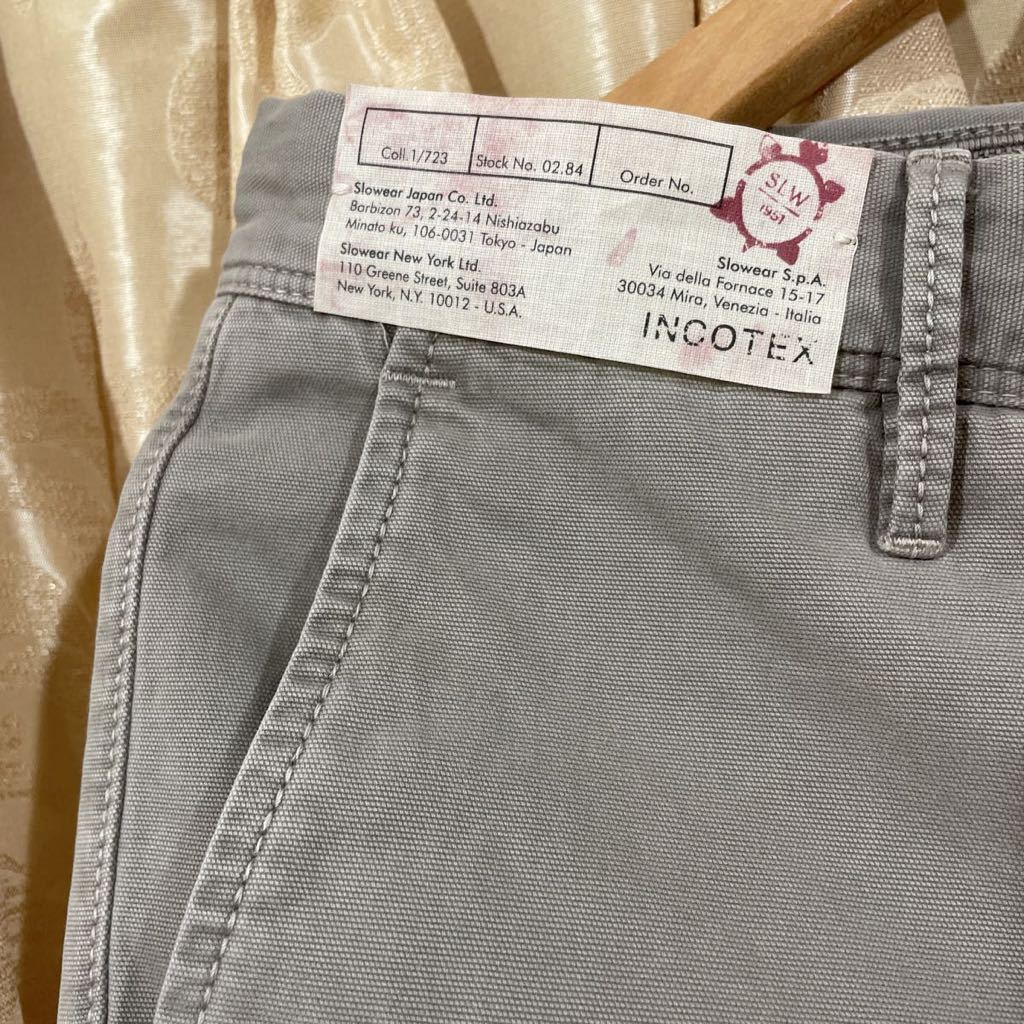 Coll.1/723
Stock No. 02.84
Order No.
Slowear Japan Co. Ltd.
Barbizon 73, 2-24-14 Nishiazabu
Minato ku, 106-0031 Tokyo - Japan
Slowear New York Ltd.
110 Greene Street, Suite 803A
New York, N.Y. 10012 - U.S.A.
SLW
1951
Slowear S.p.A.
Via della Fornace 15-17
30034 Mira, Venezia - Italia
INCOTEX